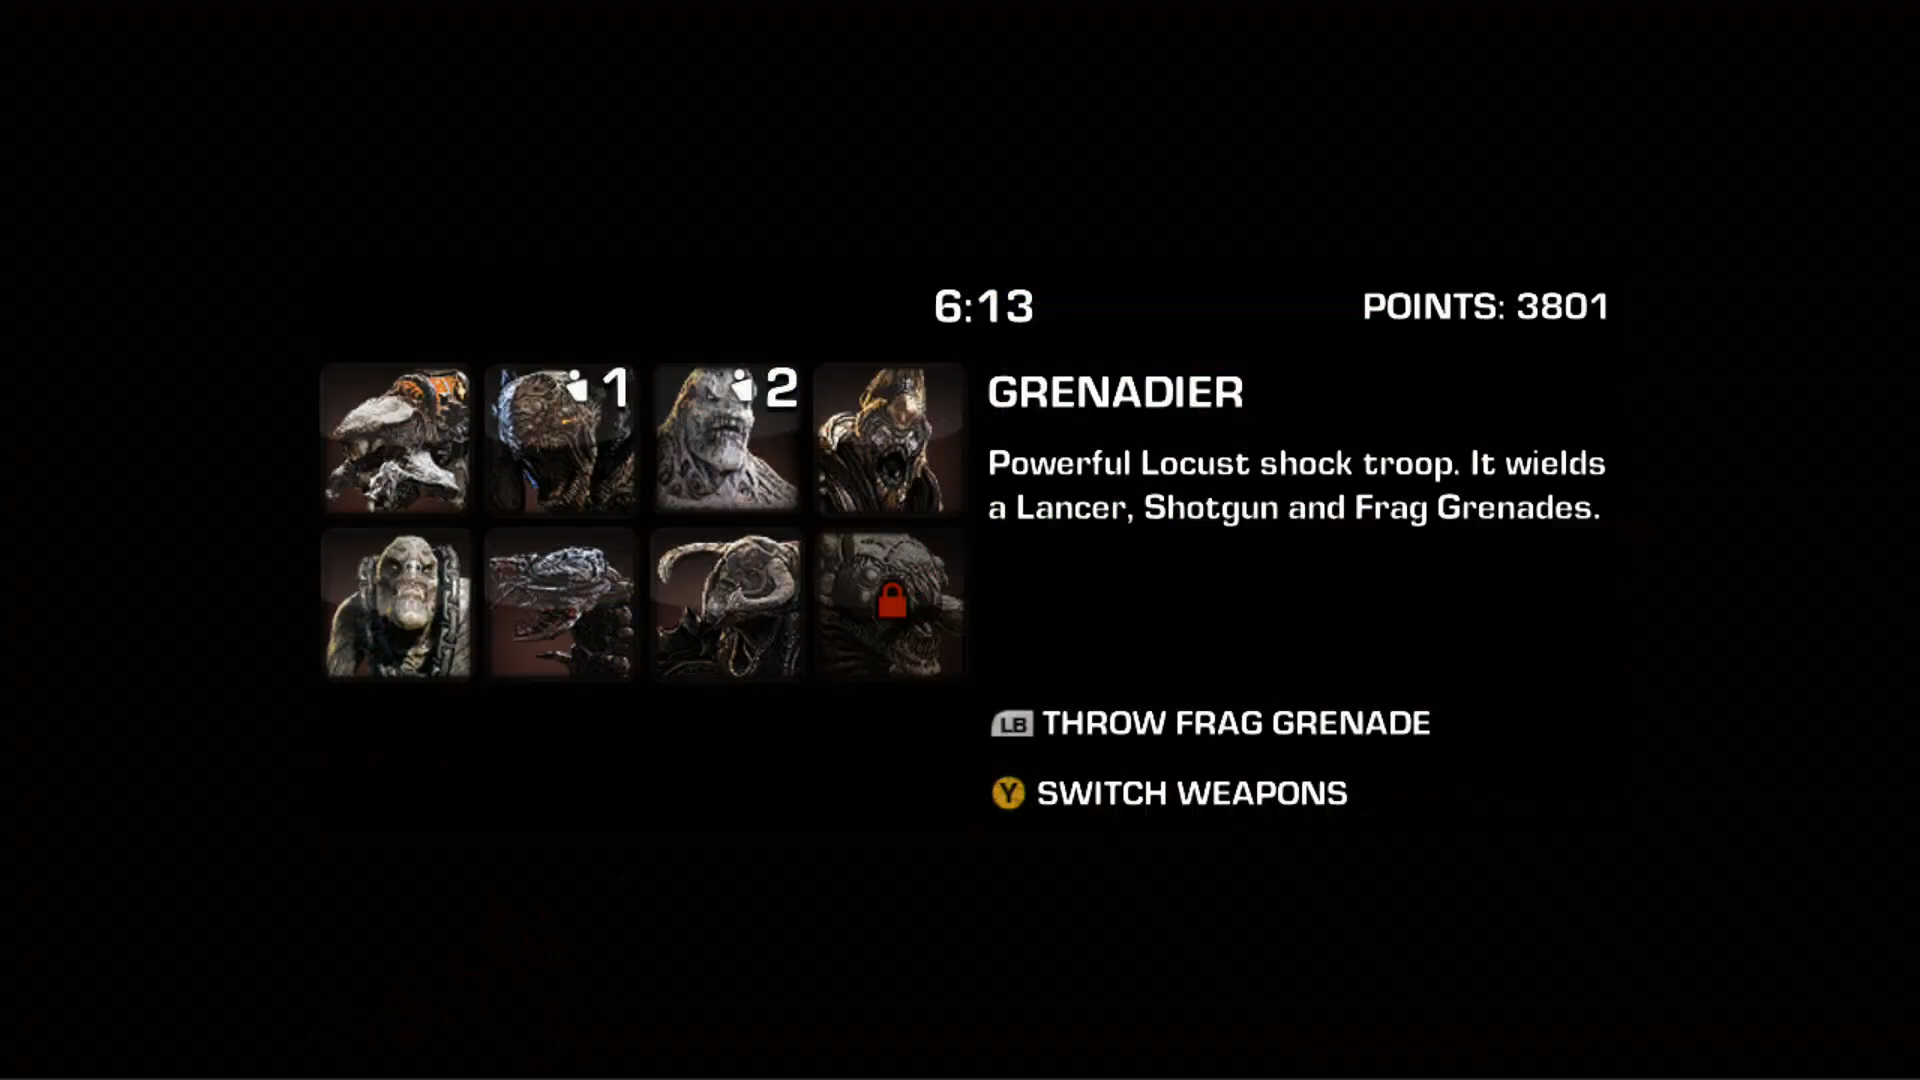 6:13
POINTS: 3801
1
2
GRENADIER
Powerful Locust shock troop. It wields
a Lancer, Shotgun and Frag Grenades.
LB THROW FRAG GRENADE
Y SWITCH WEAPONS